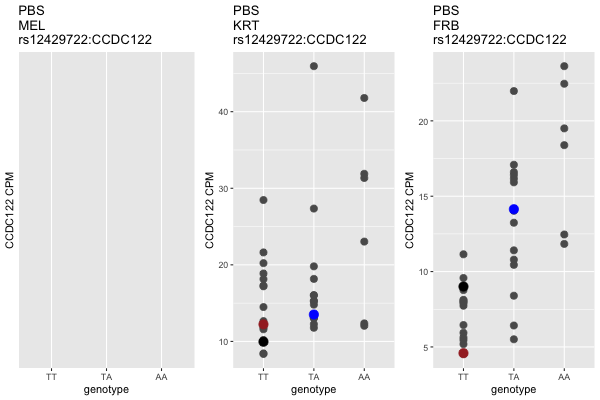 PBS
MEL
rs12429722:CCDC122
CCDC122 CPM
TT
TA
AA
genotype
PBS
KRT
rs12429722:CCDC122
CCDC122 CPM
40
30
20
10
TT
TA
AA
genotype
PBS
FRB
rs12429722:CCDC122
CCDC122 CPM
20
15
10
5
TT
TA
AA
genotype